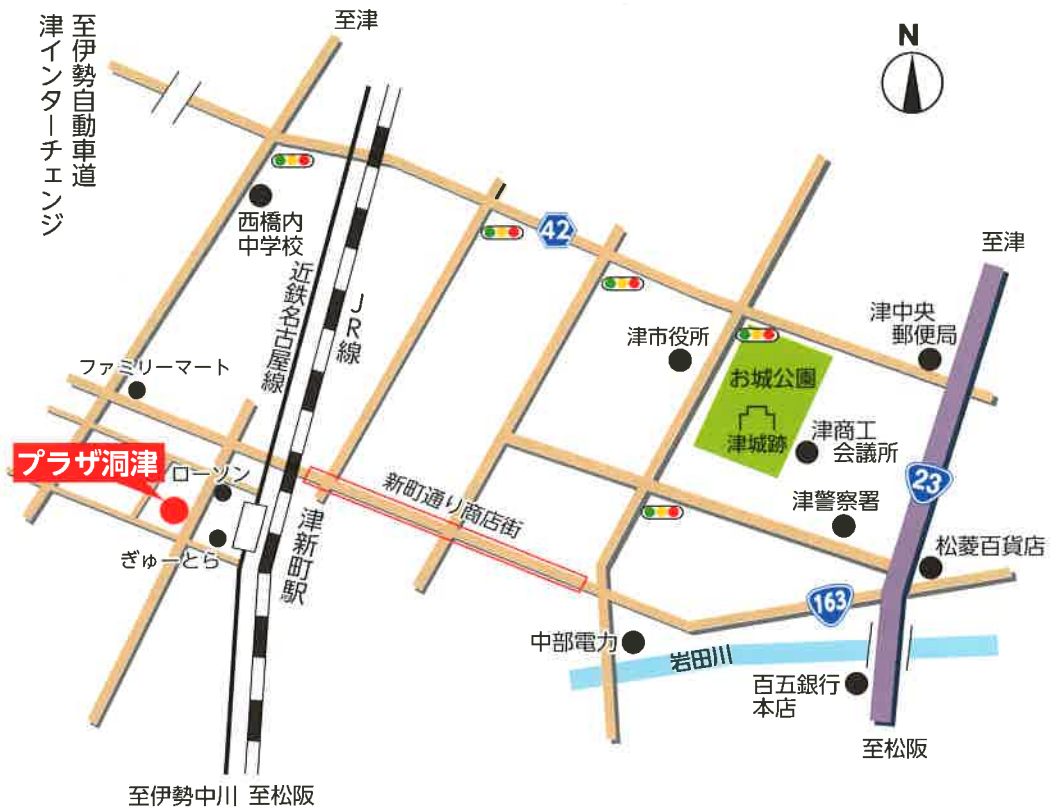 至津
至伊勢自動車道
津インターチェンジ
N
西橋内
中学校
42
近鉄名古屋線
JR線
至津
津中央
郵便局
津市役所
お城公園
津城跡
津商工
会議所
ファミリーマート
プラザ洞津
ローソン
ぎゅーとら
津新町駅
新町通り商店街
23
津警察署
松菱百貨店
163
中部電力
岩田川
百五銀行
本店
至松阪
至伊勢中川
至松阪